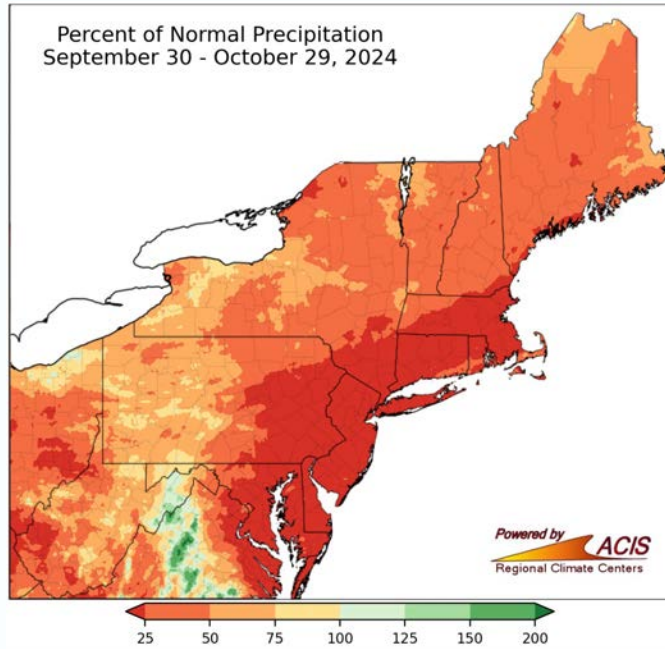 Percent of Normal Precipitation
September 30 - October 29, 2024
Powered by
ACIS
Regional Climate Centers
25 50 75 100 125 150 200